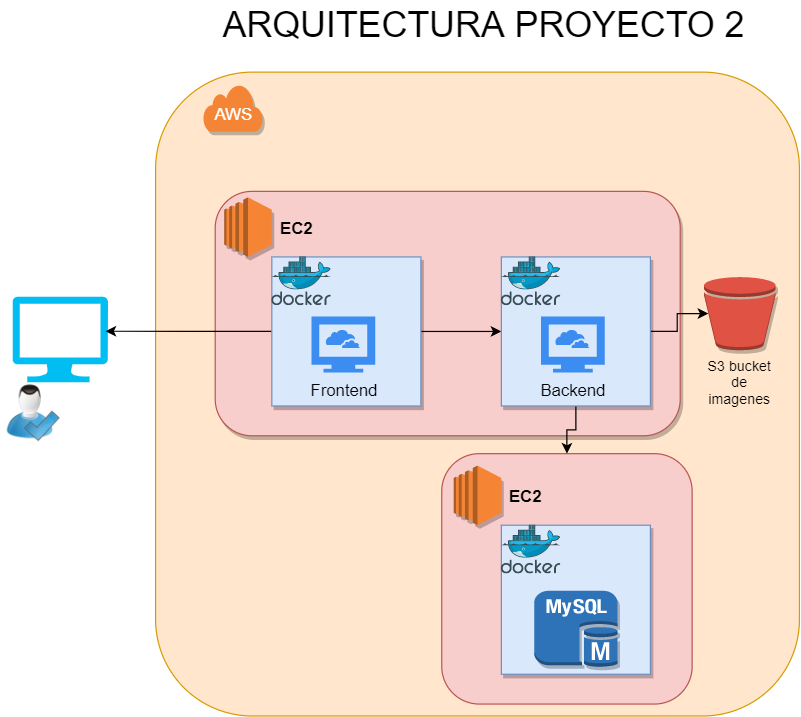 ARQUITECTURA PROYECTO 2
AWS
EC2
docker
Frontend
docker
Backend
S3 bucket
de
imagenes
EC2
docker
MySQL
M